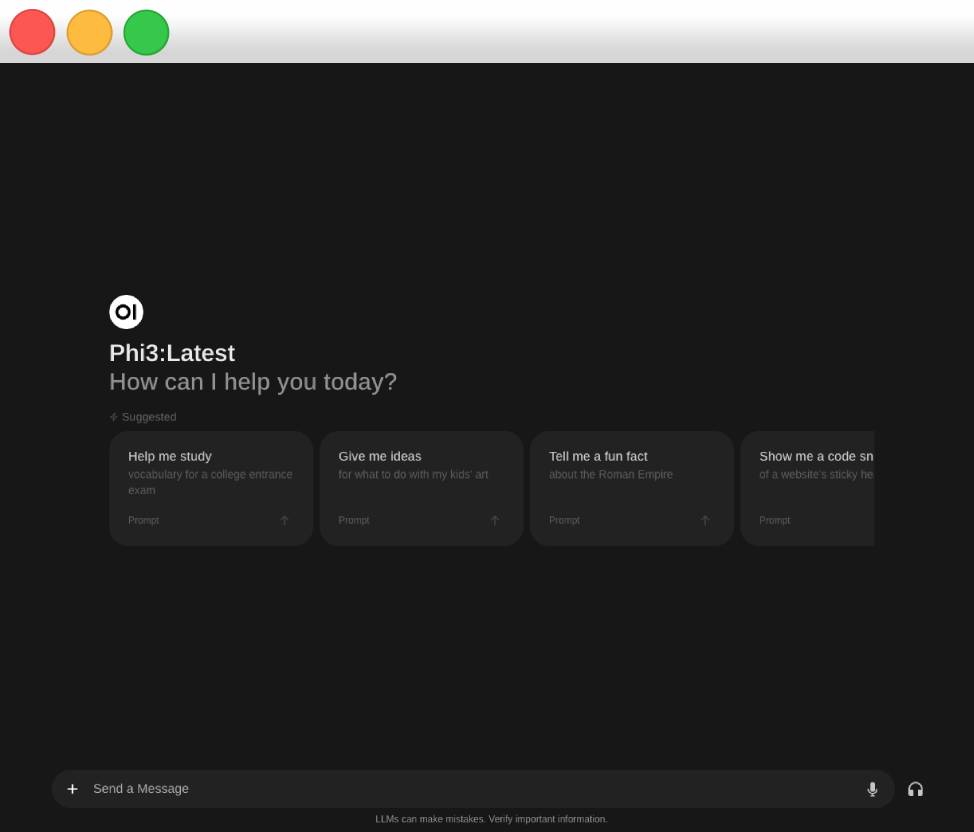 OI
Phi3:Latest
How can I help you today?
Suggested
Help me study
vocabulary for a college entrance
exam
Prompt
Give me ideas
for what to do with my kids' art
Prompt
Tell me a fun fact
about the Roman Empire
Prompt
Show me a code sn
of a website's sticky he
Prompt
Send a Message
LLMs can make mistakes. Verify important information.